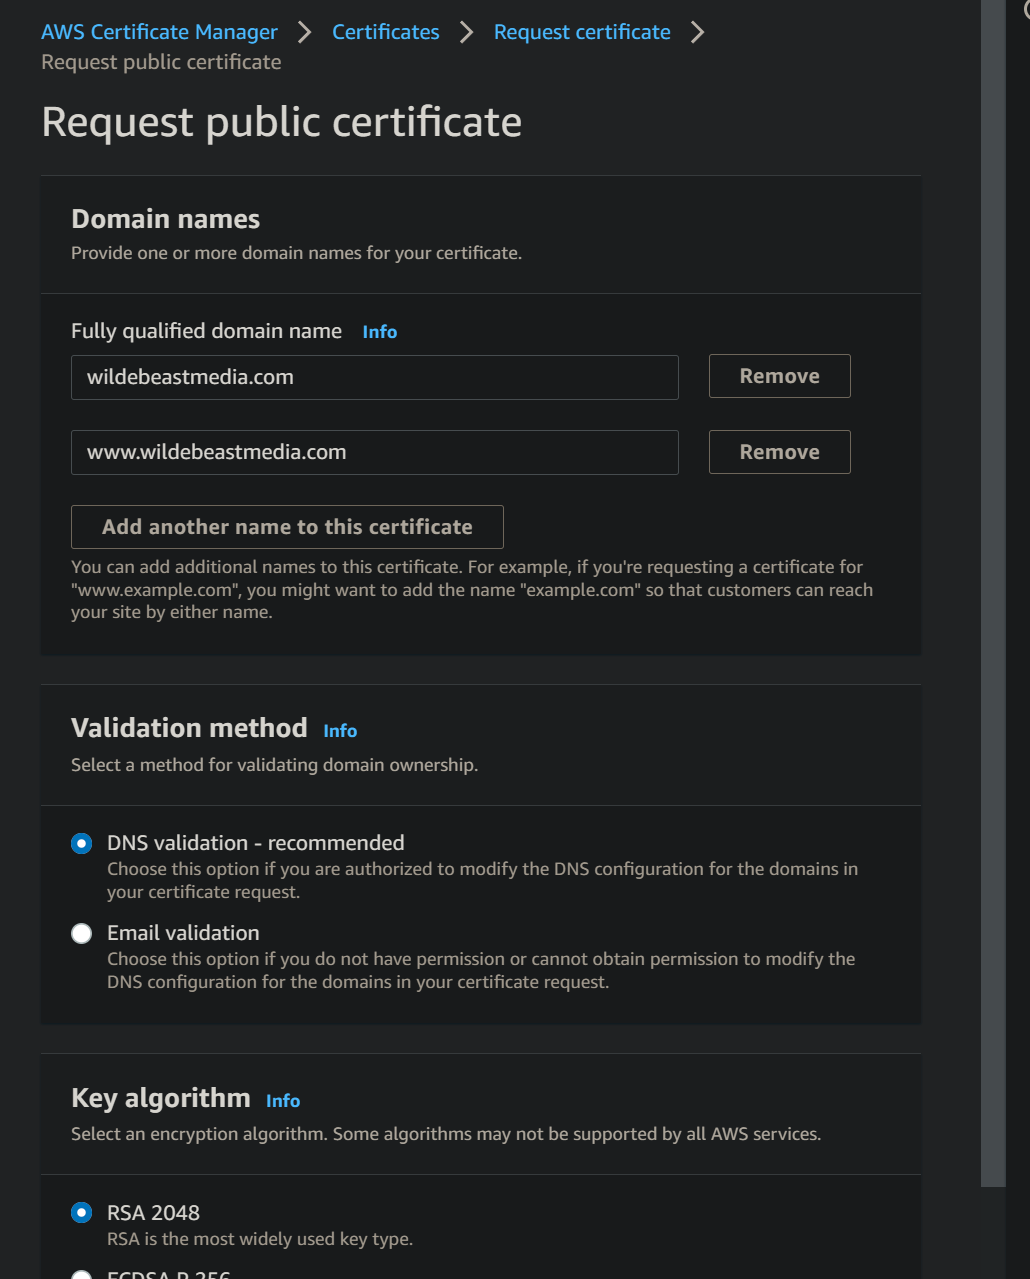 AWS Certificate Manager > Certificates > Request certificate >
Request public certificate
Request public certificate
Domain names
Provide one or more domain names for your certificate.
Fully qualified domain name Info
wildebeastmedia.com
Remove
www.wildebeastmedia.com
Remove
Add another name to this certificate
You can add additional names to this certificate. For example, if you're requesting a certificate for
"www.example.com", you might want to add the name "example.com" so that customers can reach
your site by either name.
Validation method Info
Select a method for validating domain ownership.
DNS validation - recommended
Choose this option if you are authorized to modify the DNS configuration for the domains in
your certificate request.
Email validation
Choose this option if you do not have permission or cannot obtain permission to modify the
DNS configuration for the domains in your certificate request.
Key algorithm Info
Select an encryption algorithm. Some algorithms may not be supported by all AWS services.
RSA 2048
RSA is the most widely used key type.
ECDSA P 256